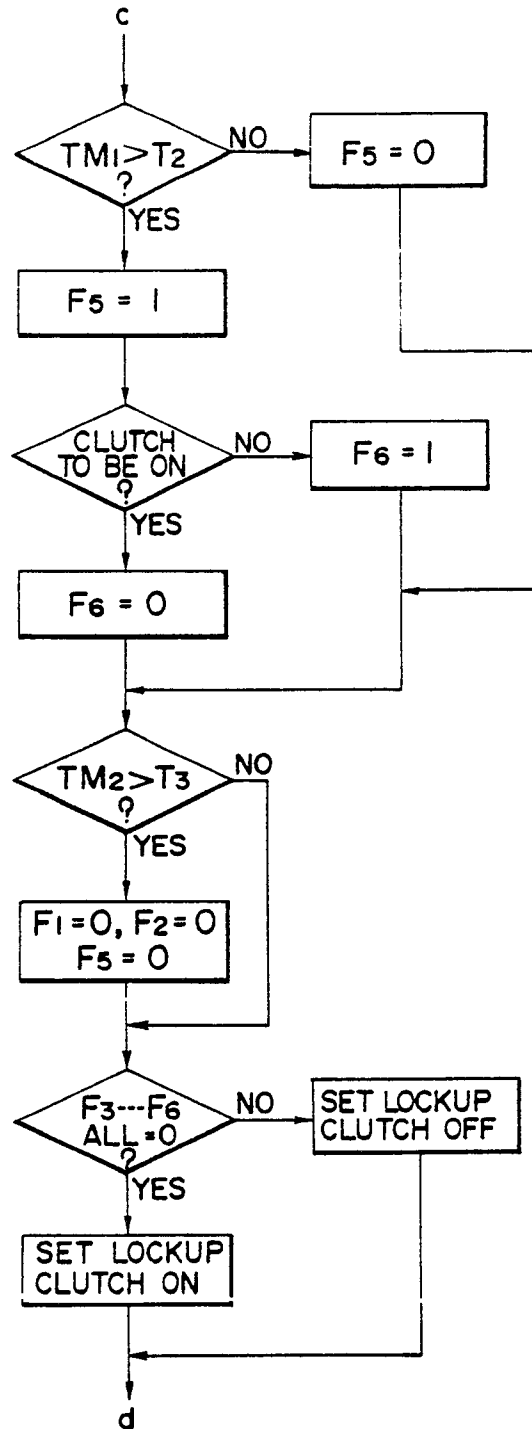 c
TM1>T2
?
NO
F5=0
YES
F5 = 1
CLUTCH
TO BE ON
?
NO
F6=1
YES
F6=0
TM2>T3
?
NO
YES
F1=0, F2=0
F5=0
F3---F6
ALL=0
?
NO
SET LOCKUP
CLUTCH OFF
YES
SET LOCKUP
CLUTCH ON
d